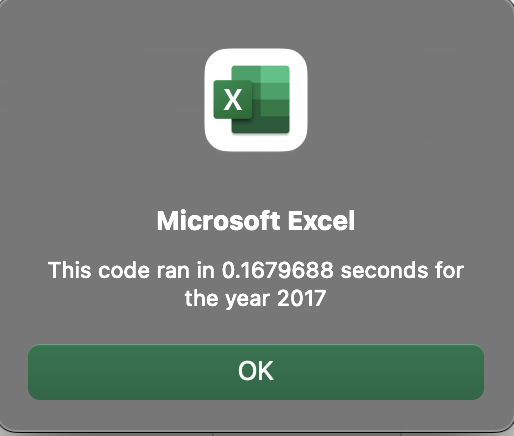 X
Microsoft Excel
This code ran in 0.1679688 seconds for
the year 2017
OK